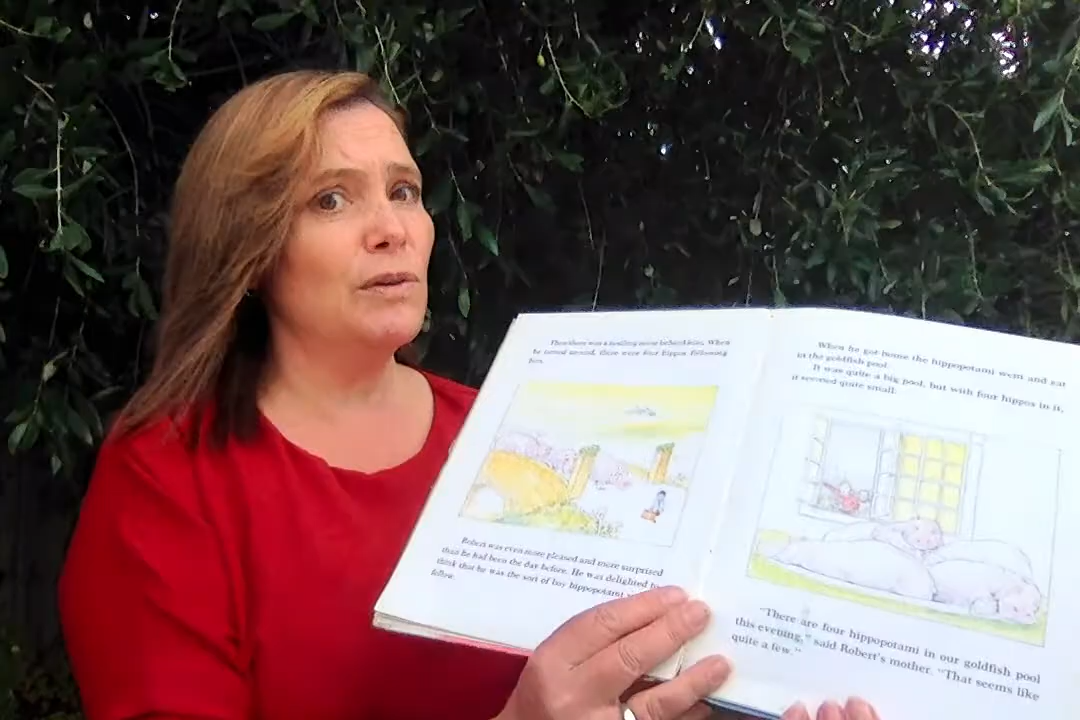 Then there was a snuffling noise behind him. When
he turned around, there were four hippos following
him.
Robert was even more pleased and more surprised
than he had been the day before. He was delighted to
think that he was the sort of boy hippopotami
follow.
When he got home the hippopotami went and sat
in the goldfish pool.
It was quite a big pool, but with four hippos in it,
it seemed quite small.
"There are four hippopotami in our goldfish pool
this evening," said Robert's mother. "That seems like
quite a few."